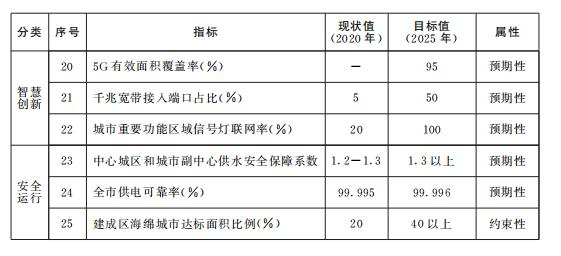 分类 序号 指标 现状值(2020年) 目标值(2025年) 属性
智慧创新 20 5G有效面积覆盖率(%) — 95 预期性
21 千兆宽带接入端口占比(%) 5 50 预期性
22 城市重要功能区域信号灯联网率(%) 20 100 预期性
安全运行 23 中心城区和城市副中心供水安全保障系数 1.2—1.3 1.3以上 预期性
24 全市供电可靠率(%) 99.995 99.996 预期性
25 建成区海绵城市达标面积比例(%) 20 40以上 约束性